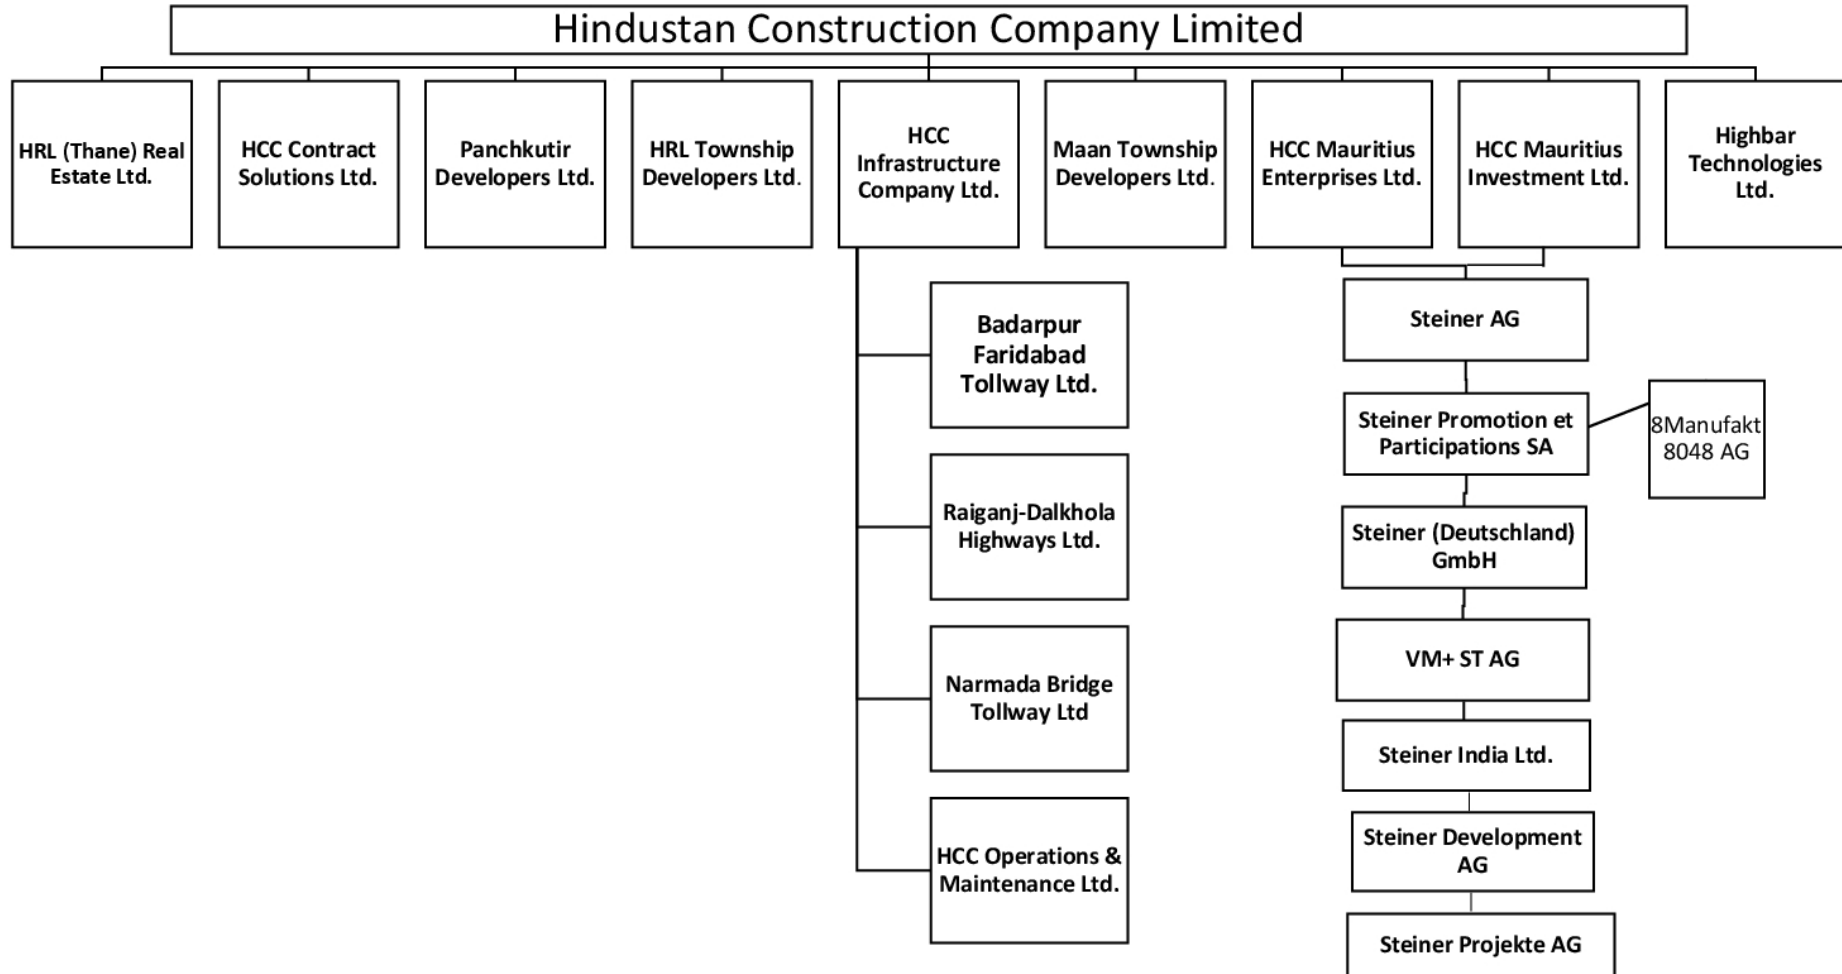 Hindustan Construction Company Limited
HRL (Thane) Real
Estate Ltd.
HCC Contract
Solutions Ltd.
Panchkutir
Developers Ltd.
HRL Township
Developers Ltd.
HCC
Infrastructure
Company Ltd.
Maan Township
Developers Ltd.
HCC Mauritius
Enterprises Ltd.
HCC Mauritius
Investment Ltd.
Highbar
Technologies
Ltd.
Badarpur
Faridabad
Tollway Ltd.
Raiganj-Dalkhola
Highways Ltd.
Narmada Bridge
Tollway Ltd
HCC Operations &
Maintenance Ltd.
Steiner AG
Steiner Promotion et
Participations SA
8Manufakt
8048 AG
Steiner (Deutschland)
GmbH
VM+ ST AG
Steiner India Ltd.
Steiner Development
AG
Steiner Projekte AG